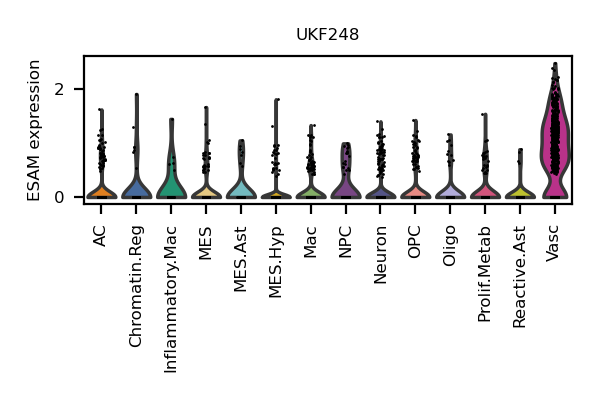 UKF248
ESAM expression
2
0
AC
Chromatin.Reg
Inflammatory.Mac
MES
MES.Ast
MES.Hyp
Mac
NPC
Neuron
OPC
Oligo
Prolif.Metab
Reactive.Ast
Vasc